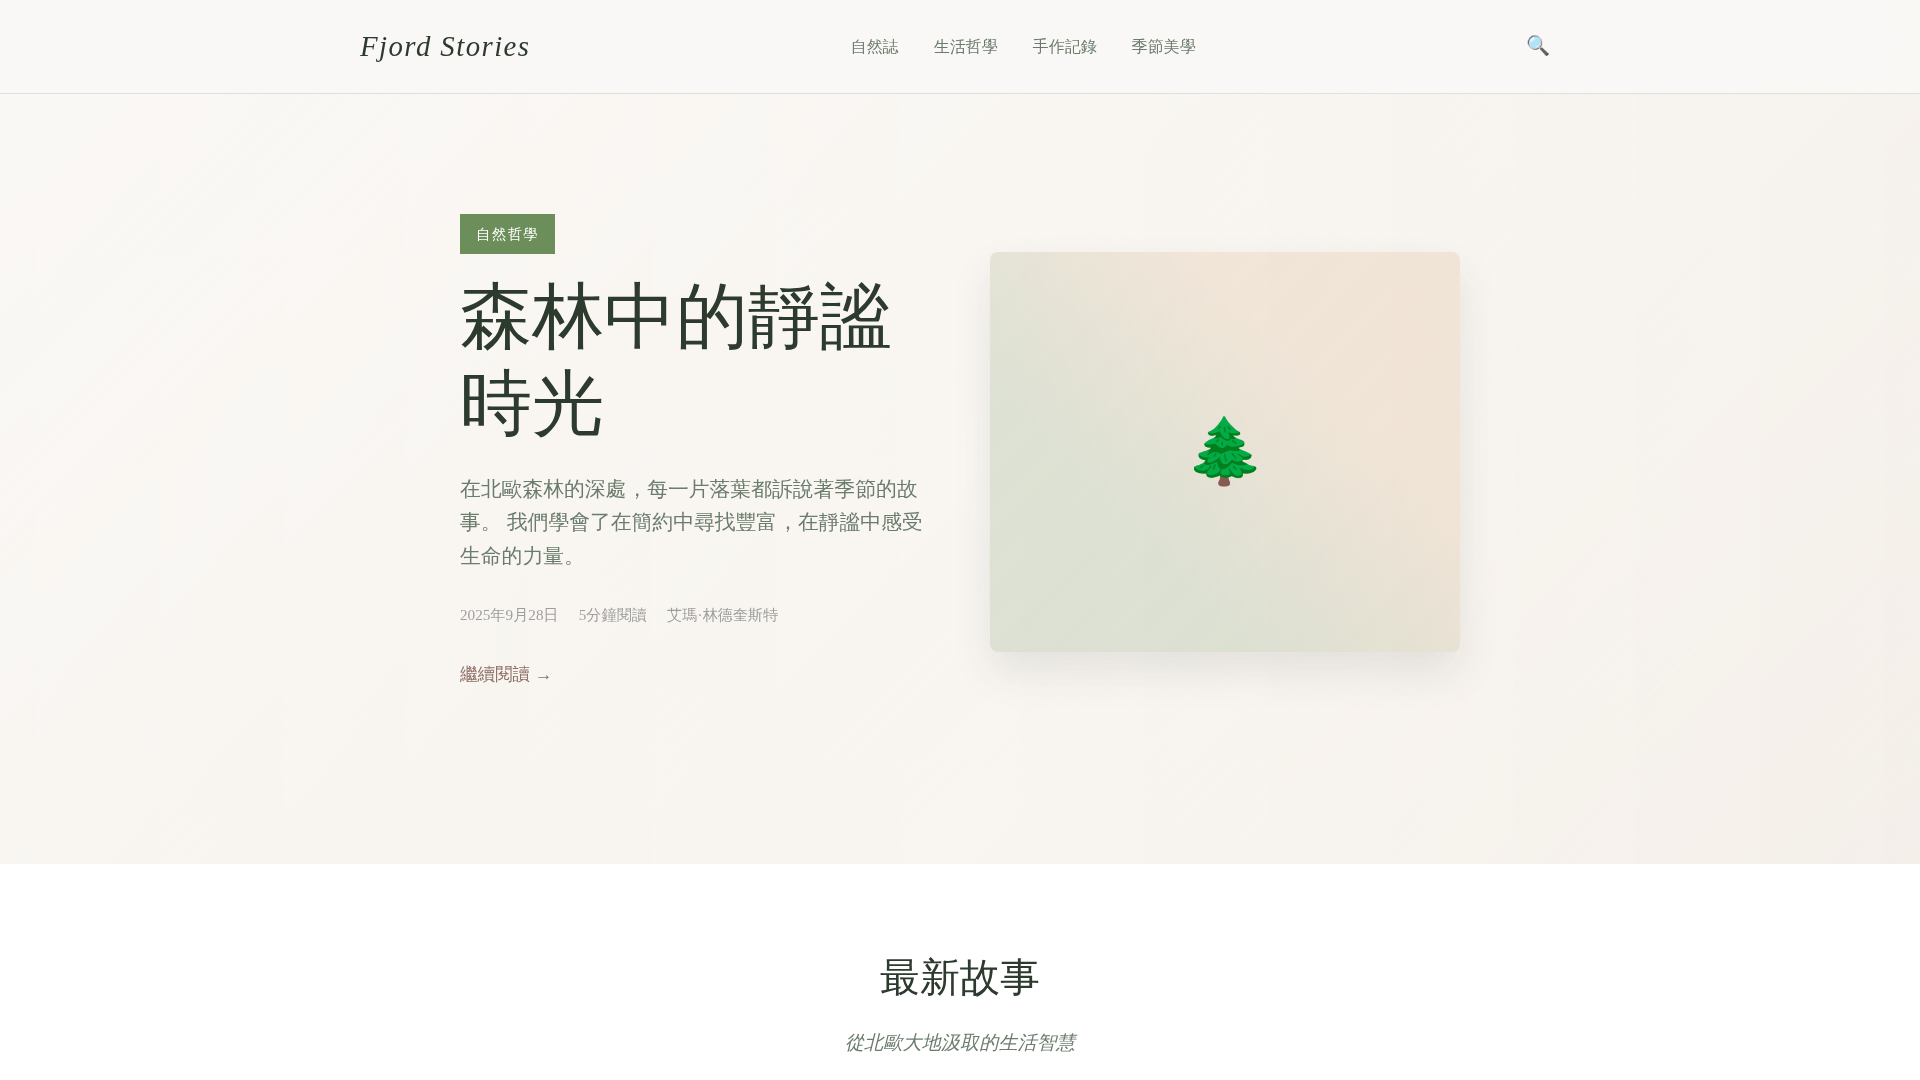 Fjord Stories
自然誌
生活哲學
手作記錄
季節美學
自然哲學
森林中的靜謐
時光
在北歐森林的深處，每一片落葉都訴說著季節的故
事。 我們學會了在簡約中尋找豐富，在靜謐中感受
生命的力量。
2025年9月28日 5分鐘閱讀 艾瑪·林德奎斯特
繼續閱讀 →
最新故事
從北歐大地汲取的生活智慧